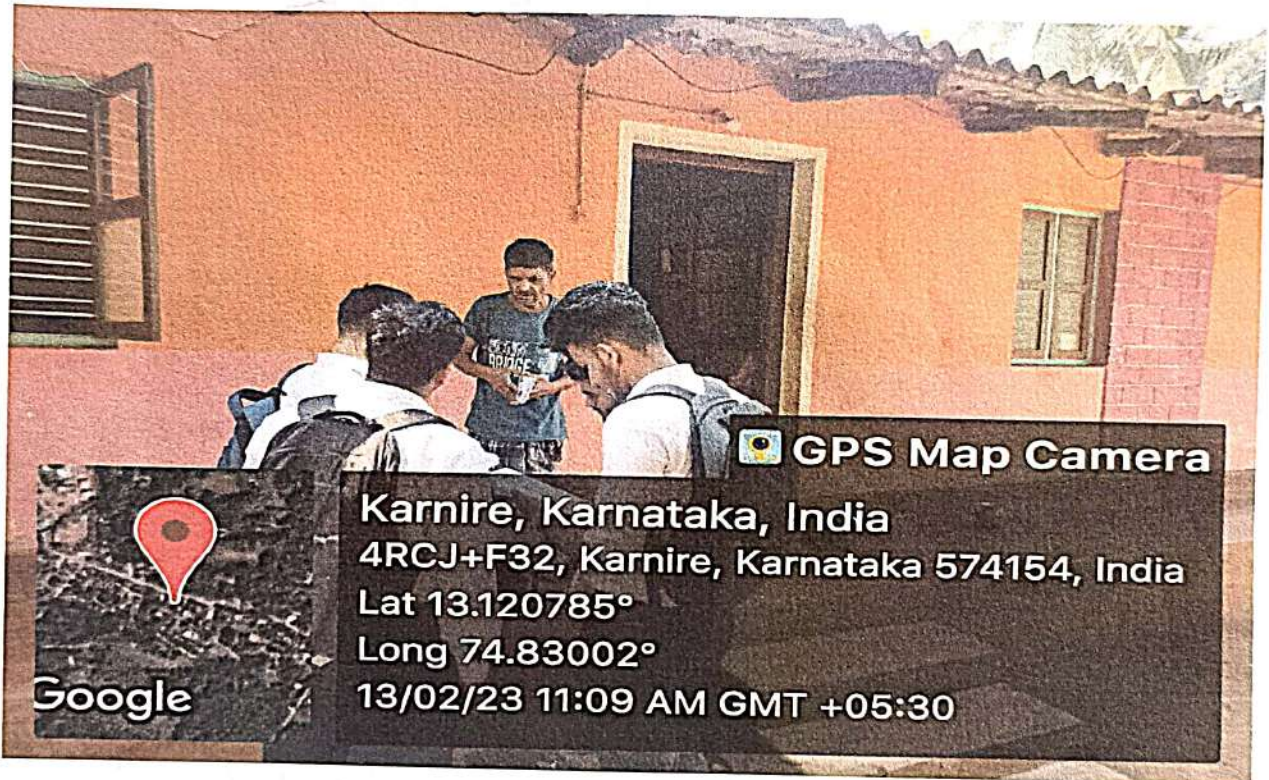 BRIDGE
GPS Map Camera
Karnire, Karnataka, India
4RCJ+F32, Karnire, Karnataka 574154, India
Lat 13.120785°
Long 74.83002°
13/02/23 11:09 AM GMT +05:30
Google